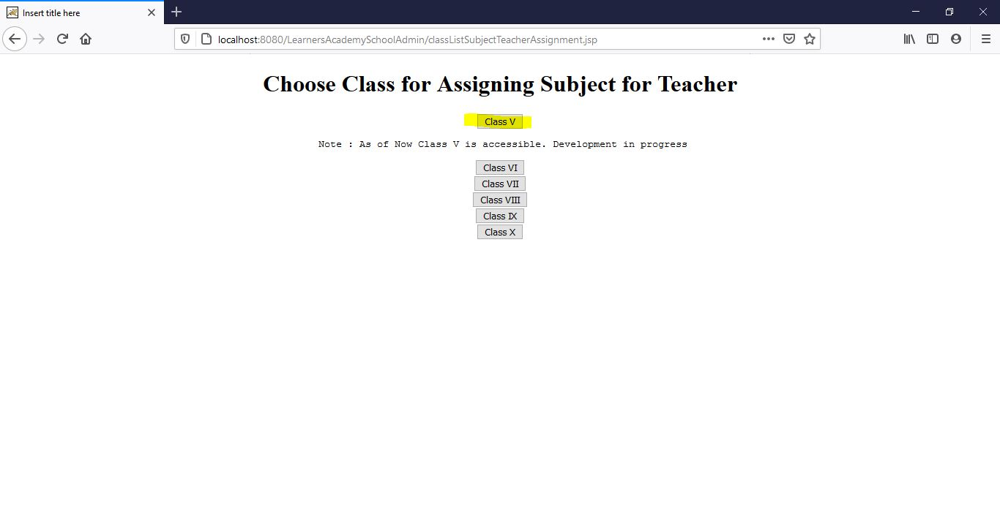 Insert title here
localhost:8080/LearnersAcademySchoolAdmin/classListSubjectTeacherAssignment.jsp
Choose Class for Assigning Subject for Teacher
Class V
Note : As of Now Class V is accessible. Development in progress
Class VI
Class VII
Class VIII
Class IX
Class X